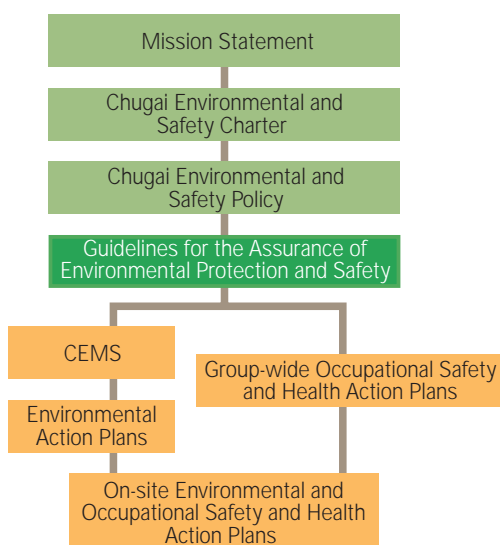 Mission Statement
Chugai Environmental and
Safety Charter
Chugai Environmental and
Safety Policy
Guidelines for the Assurance of
Environmental Protection and Safety
CEMS
Environmental
Action Plans
Group-wide Occupational Safety
and Health Action Plans
On-site Environmental and
Occupational Safety and Health
Action Plans